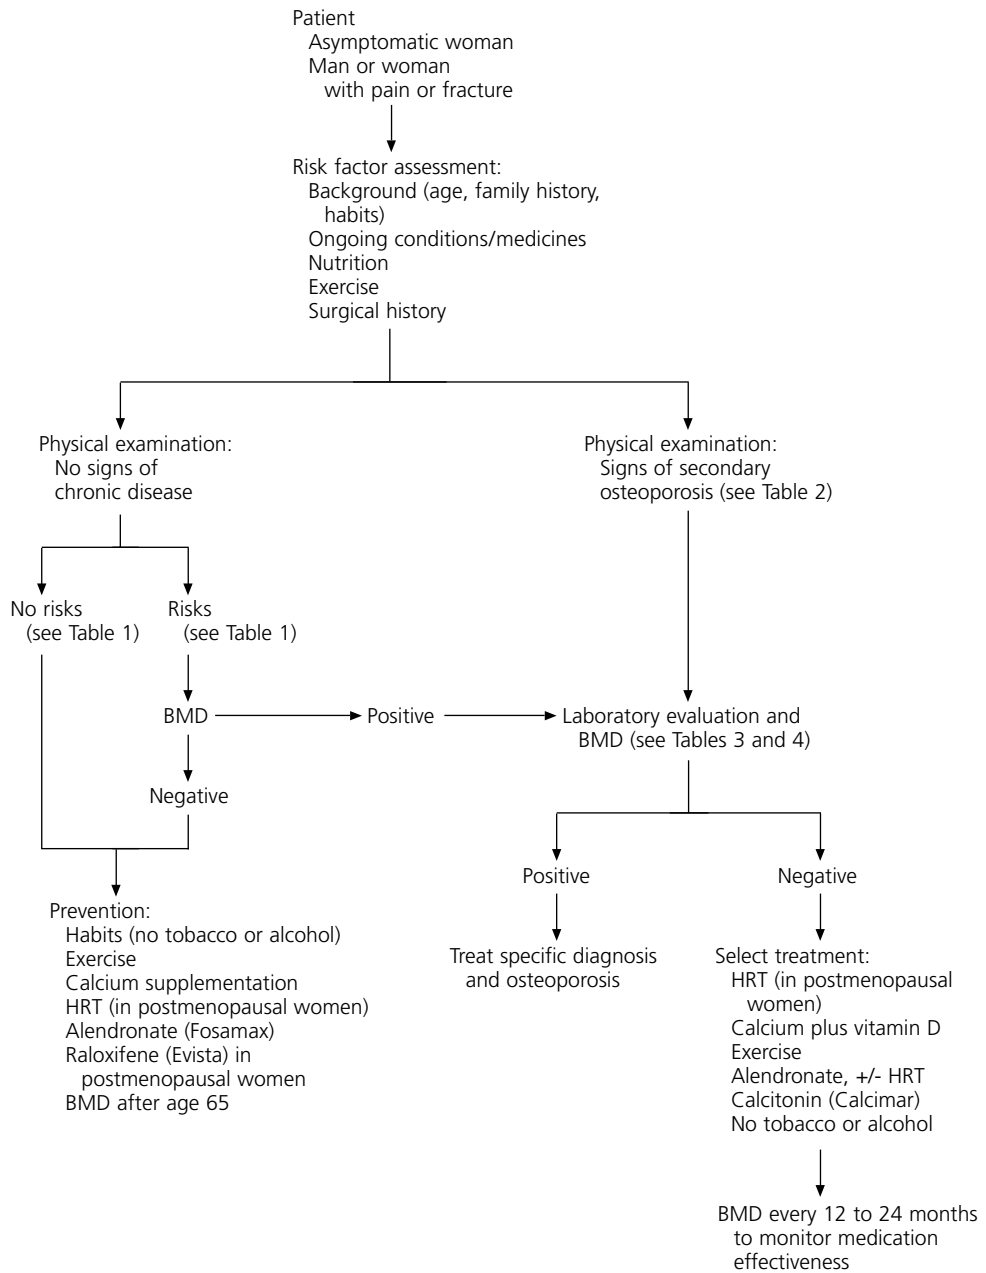 Patient
Asymptomatic woman
Man or woman
with pain or fracture
Risk factor assessment:
Background (age, family history,
habits)
Ongoing conditions/medicines
Nutrition
Exercise
Surgical history
Physical examination:
No signs of
chronic disease
Physical examination:
Signs of secondary
osteoporosis (see Table 2)
No risks
(see Table 1)
Risks
(see Table 1)
BMD
Positive
Laboratory evaluation and
BMD (see Tables 3 and 4)
Negative
Positive
Negative
Prevention:
Habits (no tobacco or alcohol)
Exercise
Calcium supplementation
HRT (in postmenopausal women)
Alendronate (Fosamax)
Raloxifene (Evista) in
postmenopausal women
BMD after age 65
Treat specific diagnosis
and osteoporosis
Select treatment:
HRT (in postmenopausal
women)
Calcium plus vitamin D
Exercise
Alendronate, +/- HRT
Calcitonin (Calcimar)
No tobacco or alcohol
BMD every 12 to 24 months
to monitor medication
effectiveness